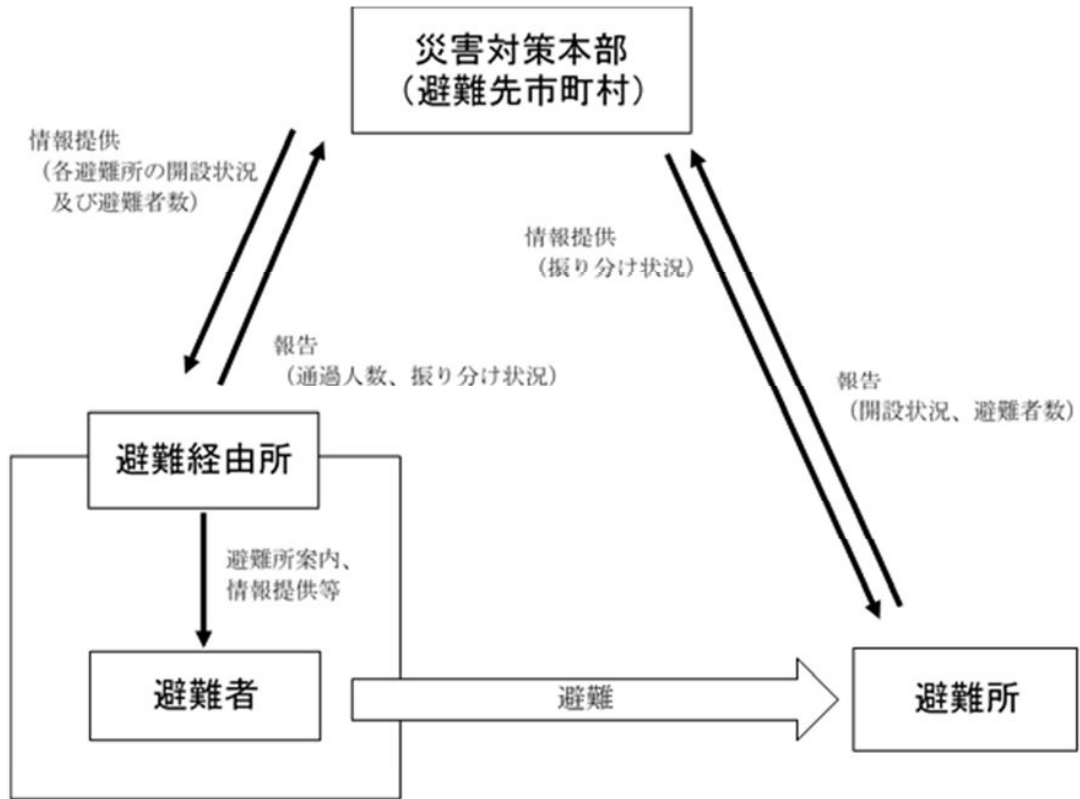 災害対策本部
（避難先市町村）
情報提供
（各避難所の開設状況
及び避難者数）
情報提供
（振り分け状況）
報告
（通過人数、振り分け状況）
報告
（開設状況、避難者数）
避難経由所
避難所案内、
情報提供等
避難者
避難
避難所